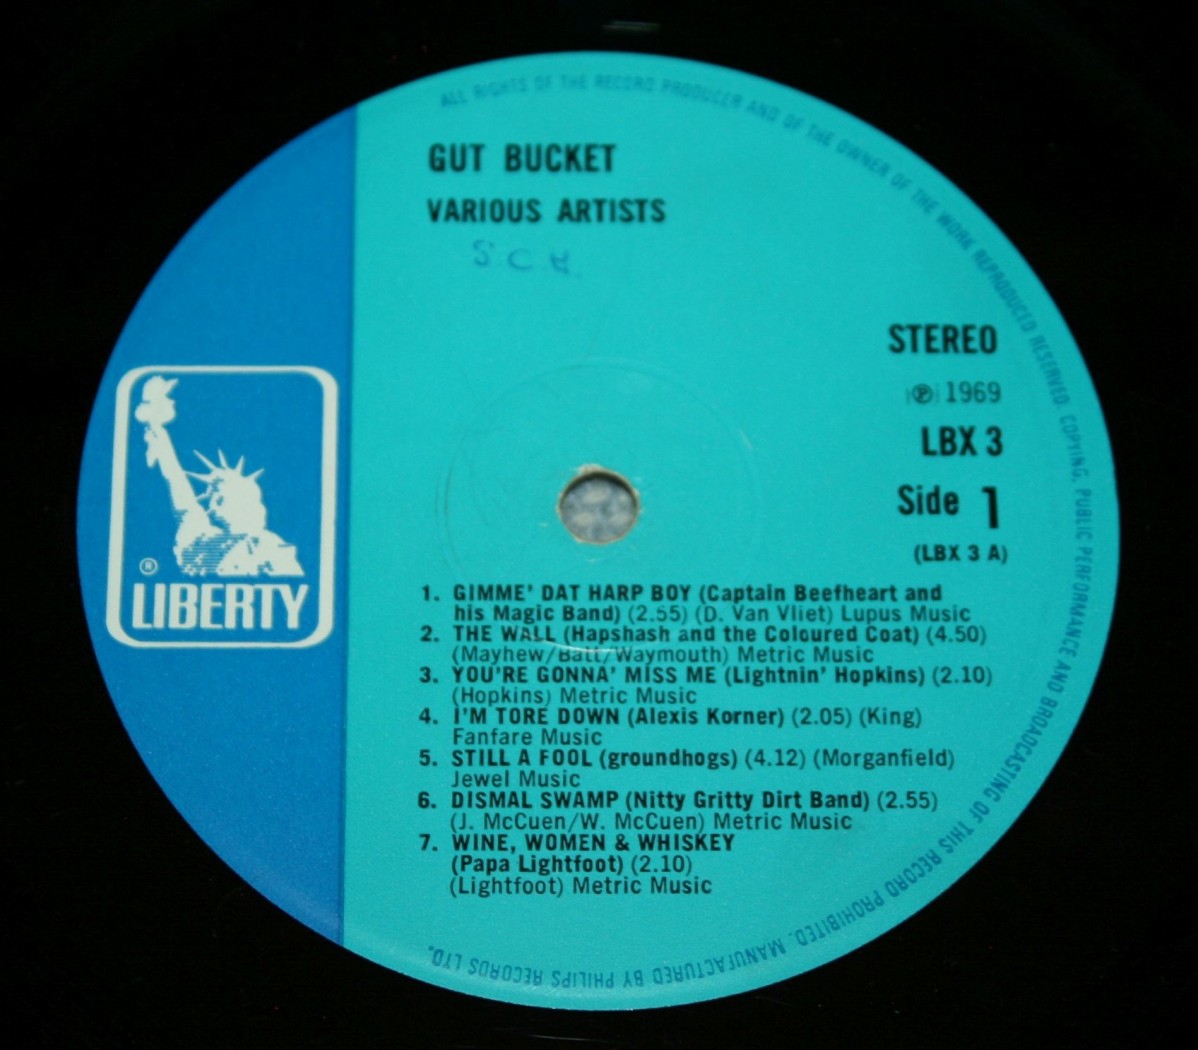 ALL RIGHTS OF THE RECORD PRODUCER AND OF THE OWNER OF THE WORK REPRODUCED RESERVED. COPYING, PUBLIC PERFORMANCE AND BROADCASTING OF THIS RECORD PROHIBITED. MANUFACTURED BY PHILIPS RECORDS LTD.
GUT BUCKET
VARIOUS ARTISTS
STEREO
℗ 1969
LBX 3
Side 1
(LBX 3 A)
® LIBERTY
1. GIMME' DAT HARP BOY (Captain Beefheart and
his Magic Band) (2.55) (D. Van Vliet) Lupus Music
2. THE WALL (Hapshash and the Coloured Coat) (4.50)
(Mayhew/Batt/Waymouth) Metric Music
3. YOU'RE GONNA' MISS ME (Lightnin' Hopkins) (2.10)
(Hopkins) Metric Music
4. I'M TORE DOWN (Alexis Korner) (2.05) (King)
Fanfare Music
5. STILL A FOOL (groundhogs) (4.12) (Morganfield)
Jewel Music
6. DISMAL SWAMP (Nitty Gritty Dirt Band) (2.55)
(J. McCuen/W. McCuen) Metric Music
7. WINE, WOMEN & WHISKEY
(Papa Lightfoot) (2.10)
(Lightfoot) Metric Music